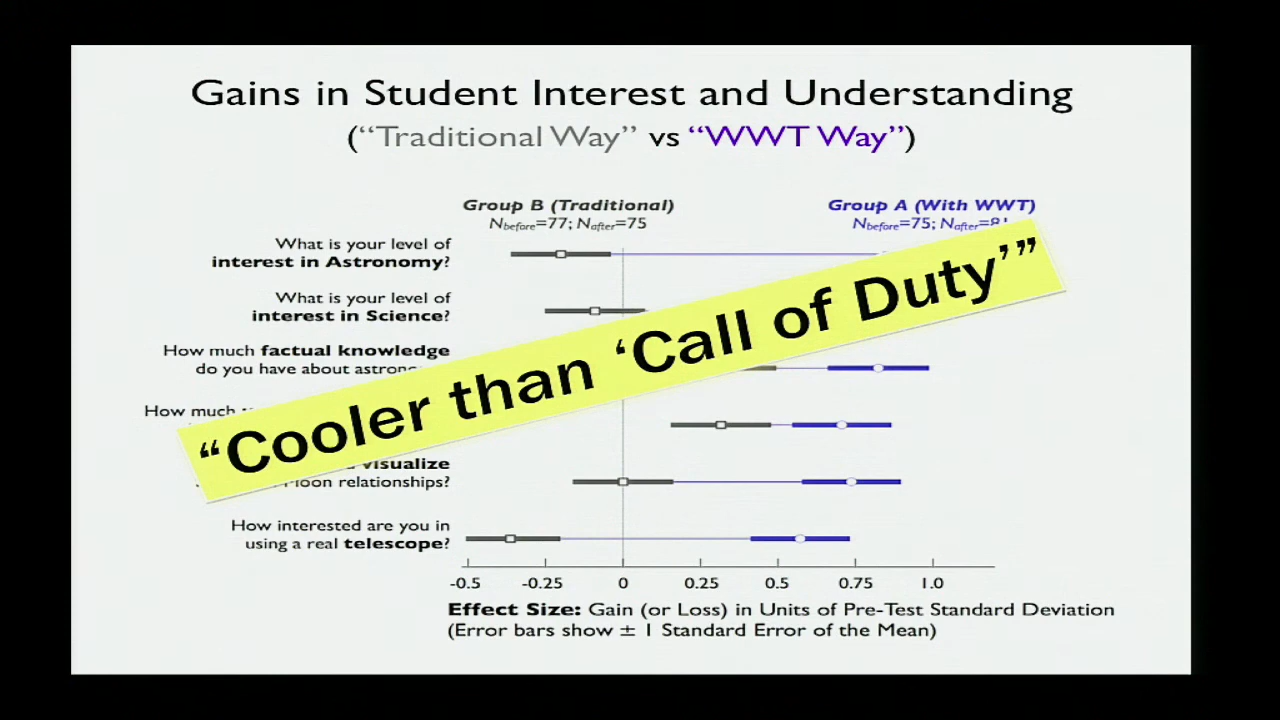 Gains in Student Interest and Understanding
(“Traditional Way” vs “WWT Way”)
Group B (Traditional)
Nbefore=77; Nafter=75
Group A (With WWT)
Nbefore=75; Nafter=81
What is your level of
interest in Astronomy?
What is your level of
interest in Science?
How much factual knowledge
do you have about
How much
visualize
Moon relationships?
How interested are you in
using a real telescope?
“Cooler than ‘Call of Duty’”
-0.5 -0.25 0 0.25 0.5 0.75 1.0
Effect Size: Gain (or Loss) in Units of Pre-Test Standard Deviation
(Error bars show ± 1 Standard Error of the Mean)